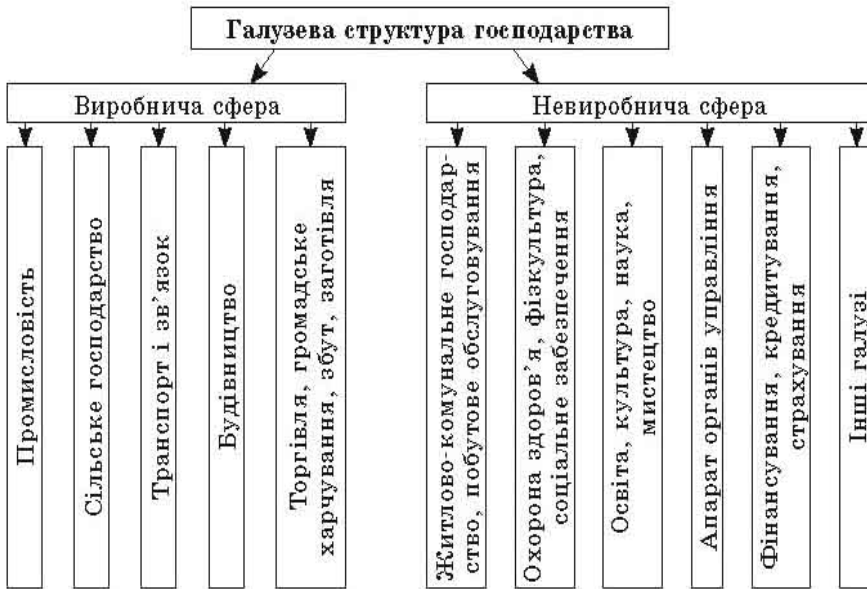 Галузева структура господарства
Виробнича сфера
Невиробнича сфера
Промисловість
Сільське господарство
Транспорт і зв’язок
Будівництво
Торгівля, громадське
харчування, збут, заготівля
Житлово-комунальне господар-
ство, побутове обслуговування
Охорона здоров’я, фізкультура,
соціальне забезпечення
Освіта, культура, наука,
мистецтво
Апарат органів управління
Фінансування, кредитування,
страхування
Інші галузі